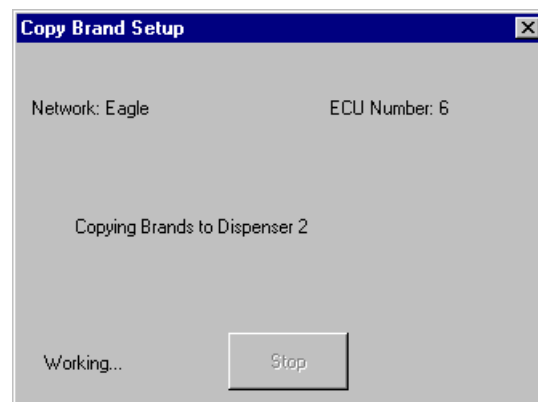 Copy Brand Setup
Network: Eagle ECU Number: 6
Copying Brands to Dispenser 2
Working... Stop